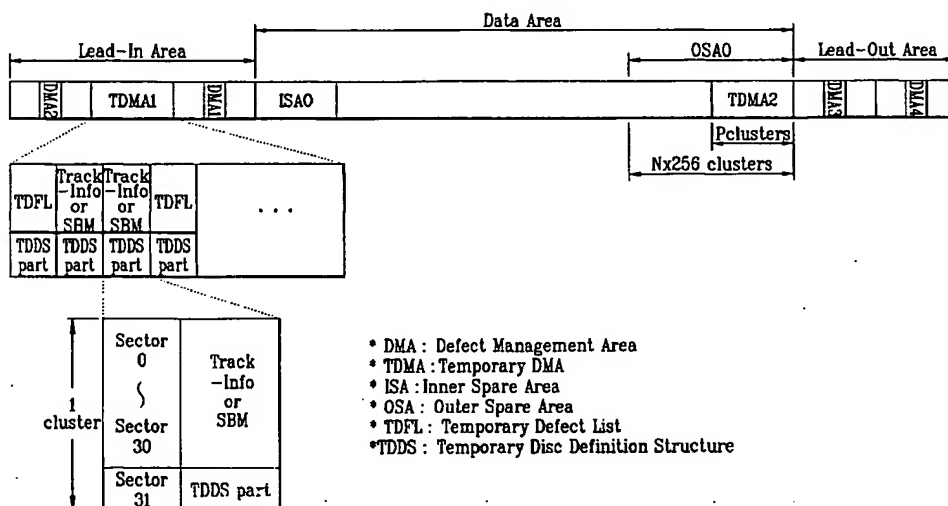 Data Area
Lead-In Area
OSA0
Lead-Out Area
DMA2
TDMA1
DMA1
ISA0
TDMA2
DMA3
DMA4
Pclusters
Nx256 clusters
TDFL
Track
-Info
or
SBM
Track
-Info
or
SBM
TDFL
. . .
TDDS
part
TDDS
part
TDDS
part
TDDS
part
1
cluster
Sector
0
∫
Sector
30
Track
-Info
or
SBM
Sector
31
TDDS part
* DMA : Defect Management Area
* TDMA : Temporary DMA
* ISA : Inner Spare Area
* OSA : Outer Spare Area
* TDFL : Temporary Defect List
*TDDS : Temporary Disc Definition Structure